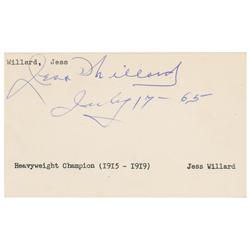 Willard, Jess
Jess Willard
July 17 - 65
Heavyweight Champion (1915 - 1919) Jess Willard